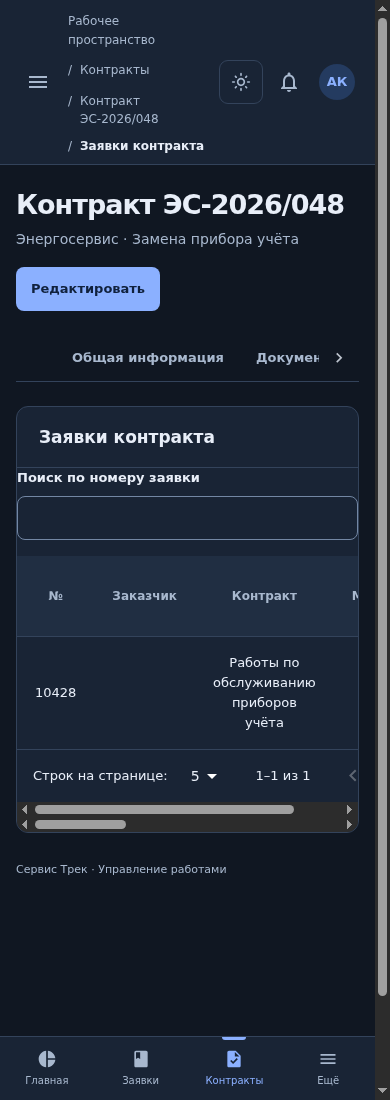 Рабочее
пространство
/ Контракты
/ Контракт
ЭС-2026/048
/ Заявки контракта
АК
Контракт ЭС-2026/048
Энергосервис · Замена прибора учёта
Редактировать
Общая информация
Заявки контракта
Поиск по номеру заявки
№ Заказчик Контракт
10428
Работы по
обслуживанию
приборов
учёта
Строк на странице: 5 1–1 из 1
Сервис Трек · Управление работами
Главная Заявки Контракты Ещё